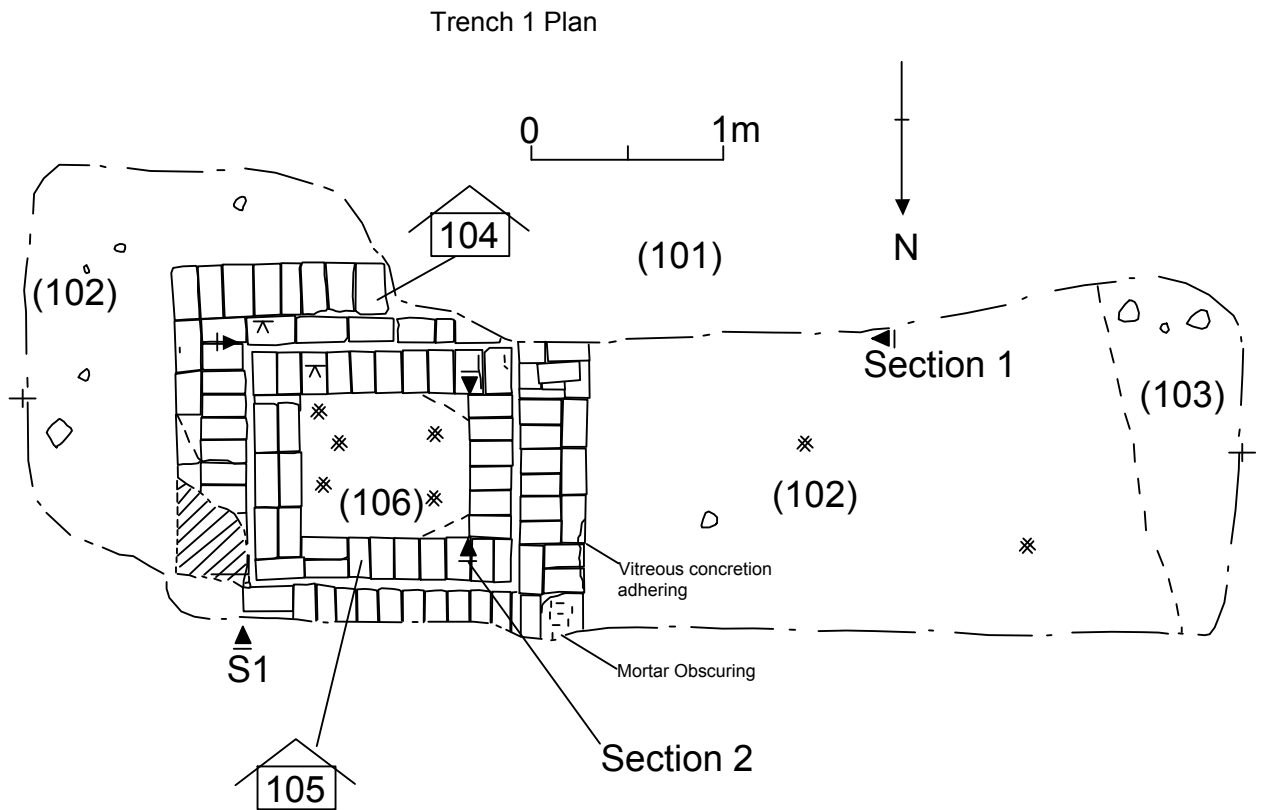 Trench 1 Plan
0 1m
N
104
(101)
(102)
Section 1
(103)
(102)
(106)
Vitreous concretion
adhering
Mortar Obscuring
S1
Section 2
105